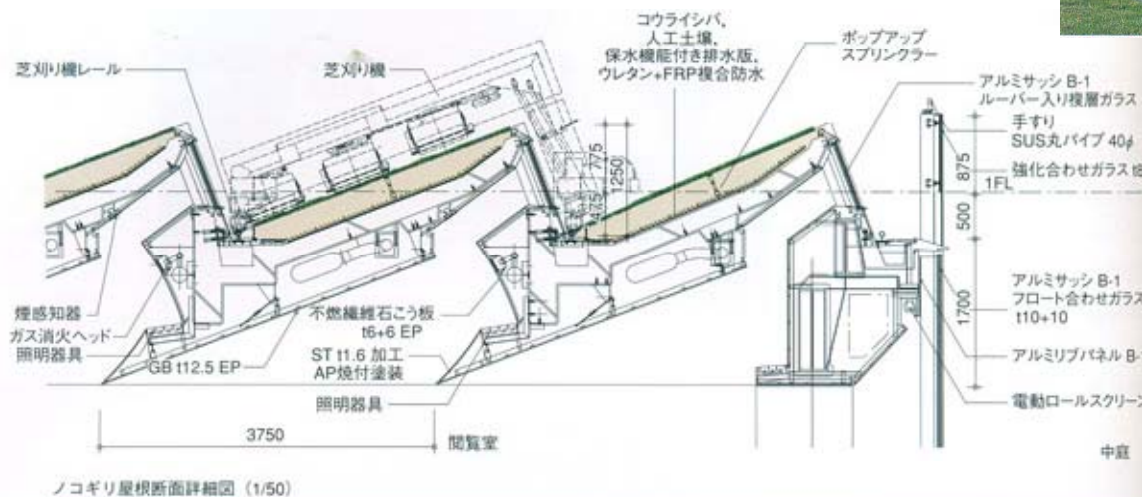 コウライシバ、
人工土壌、
保水機能付き排水版、
ウレタン+FRP複合防水
ポップアップ
スプリンクラー
芝刈り機レール
芝刈り機
アルミサッシ B-1
ルーバー入り複層ガラス
手すり
SUS丸パイプ 40φ
強化合わせガラス
1FL
775
1250
475
875
500
1700
アルミサッシ B-1
フロート合わせガラス
t10+10
アルミリブパネル B-
電動ロールスクリーン
煙感知器
ガス消火ヘッド
照明器具
GB t12.5 EP
不燃繊維石こう板
t6+6 EP
ST t1.6 加工
AP焼付塗装
照明器具
3750
閲覧室
中庭
ノコギリ屋根断面詳細図 (1/50)